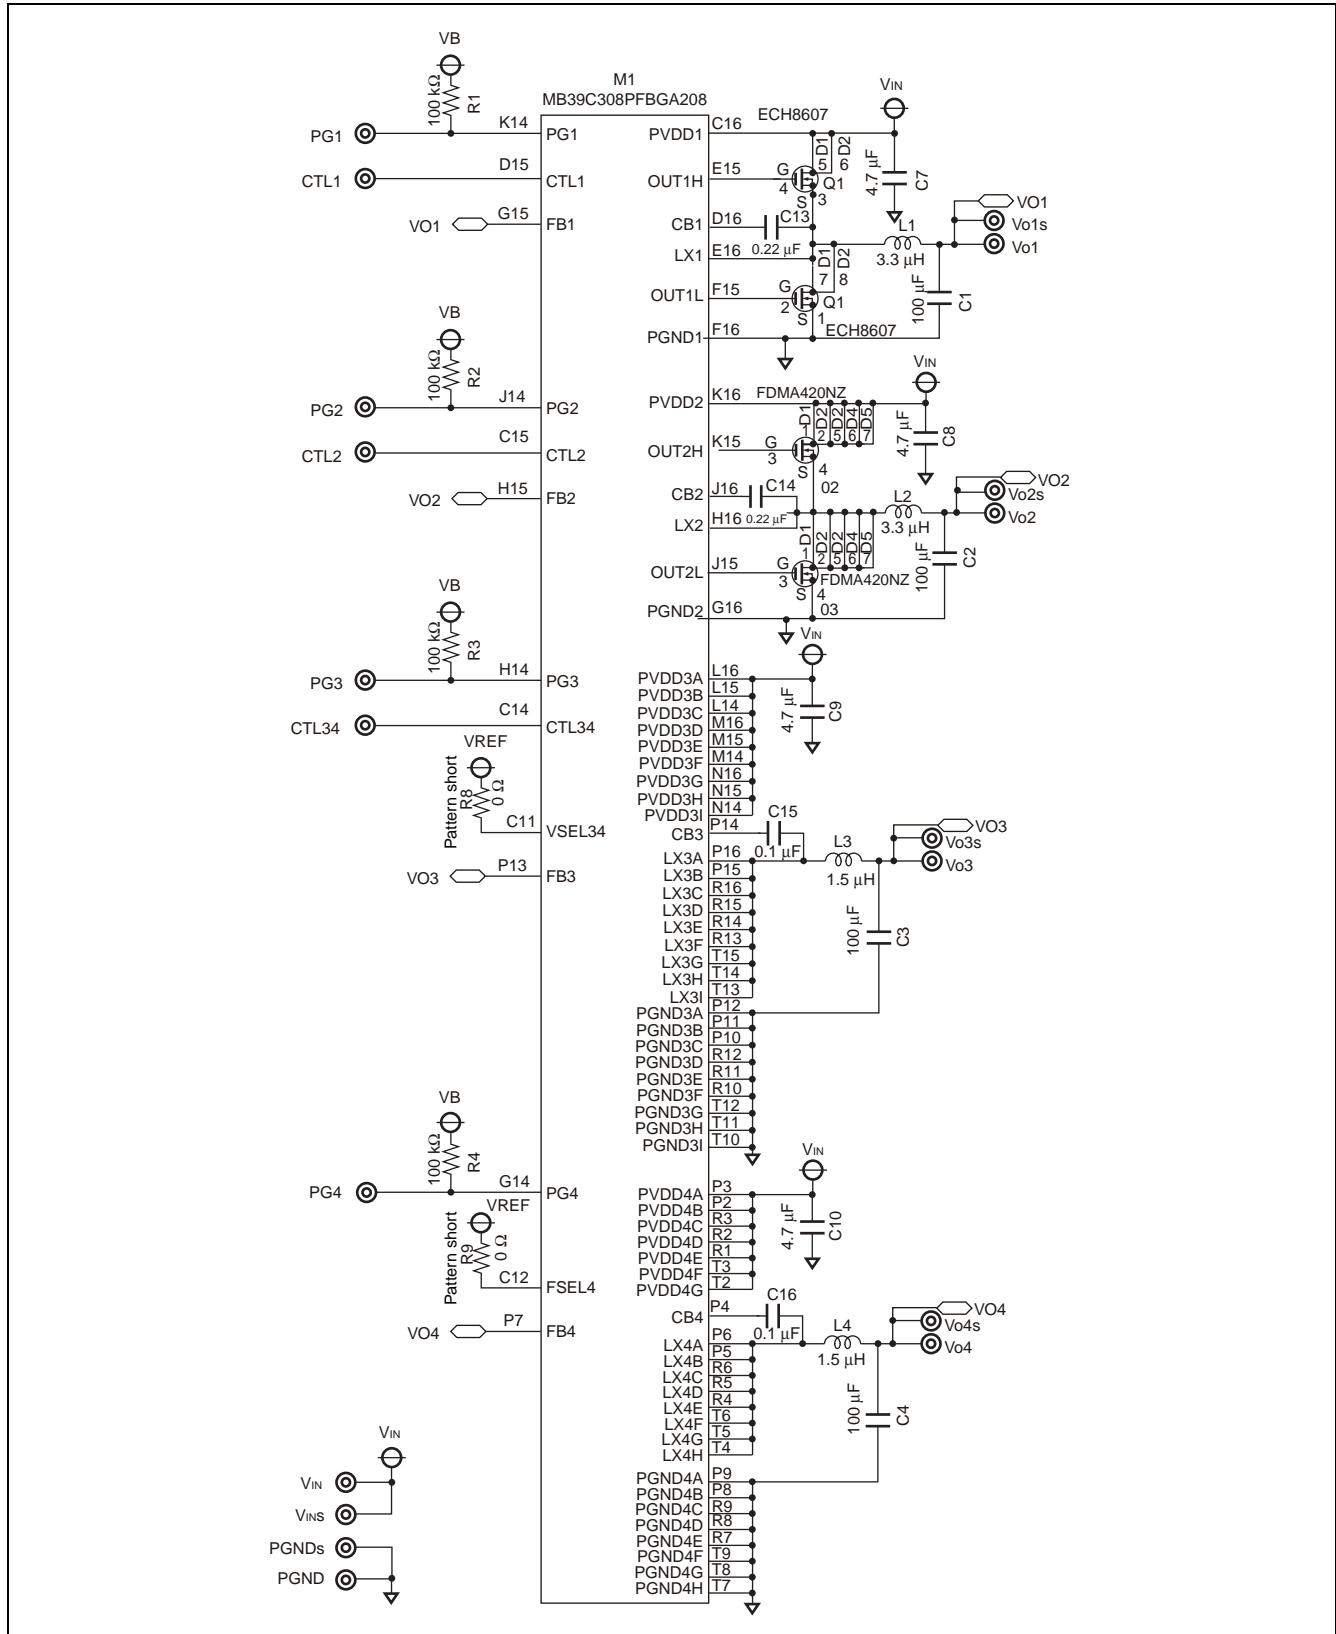 M1
MB39C308PFBGA208
VB
100 kΩ
R1
PG1
K14
PG1
CTL1
D15
CTL1
VO1
G15
FB1
VB
100 kΩ
R2
PG2
J14
PG2
CTL2
C15
CTL2
VO2
H15
FB2
VB
100 kΩ
R3
PG3
H14
PG3
CTL34
C14
CTL34
VREF
Pattern short
R8
0 Ω
C11
VSEL34
VO3
P13
FB3
VB
100 kΩ
R4
PG4
G14
PG4
VREF
Pattern short
R9
0 Ω
C12
FSEL4
VO4
P7
FB4
VIN
VIN
VINS
PGNDs
PGND
PVDD1
C16
ECH8607
VIN
4.7 µF
C7
OUT1H
E15
G
4
D1
5
D2
6
Q1
S
3
CB1
D16
C13
0.22 µF
LX1
E16
D1
7
D2
8
L1
3.3 µH
VO1
Vo1s
Vo1
100 µF
C1
OUT1L
F15
G
2
Q1
S
1
ECH8607
PGND1
F16
PVDD2
K16
FDMA420NZ
VIN
4.7 µF
C8
OUT2H
K15
G
3
D1
1
D2
2
D2
5
D4
6
D5
7
S
4
02
CB2
J16
C14
0.22 µF
LX2
H16
D1
1
D2
2
D2
5
D4
6
D5
7
L2
3.3 µH
VO2
Vo2s
Vo2
100 µF
C2
OUT2L
J15
G
3
FDMA420NZ
S
4
03
PGND2
G16
VIN
4.7 µF
C9
PVDD3A L16
PVDD3B L15
PVDD3C L14
PVDD3D M16
PVDD3E M15
PVDD3F M14
PVDD3G N16
PVDD3H N15
PVDD3I N14
CB3 P14
C15
0.1 µF
L3
1.5 µH
VO3
Vo3s
Vo3
100 µF
C3
LX3A P16
LX3B P15
LX3C R16
LX3D R15
LX3E R14
LX3F R13
LX3G T15
LX3H T14
LX3I T13
PGND3A P12
PGND3B P11
PGND3C P10
PGND3D R12
PGND3E R11
PGND3F R10
PGND3G T12
PGND3H T11
PGND3I T10
VIN
4.7 µF
C10
PVDD4A P3
PVDD4B P2
PVDD4C R3
PVDD4D R2
PVDD4E R1
PVDD4F T3
PVDD4G T2
CB4 P4
C16
0.1 µF
L4
1.5 µH
VO4
Vo4s
Vo4
100 µF
C4
LX4A P6
LX4B P5
LX4C R6
LX4D R5
LX4E R4
LX4F T6
LX4G T5
LX4H T4
PGND4A P9
PGND4B P8
PGND4C R9
PGND4D R8
PGND4E R7
PGND4F T9
PGND4G T8
PGND4H T7